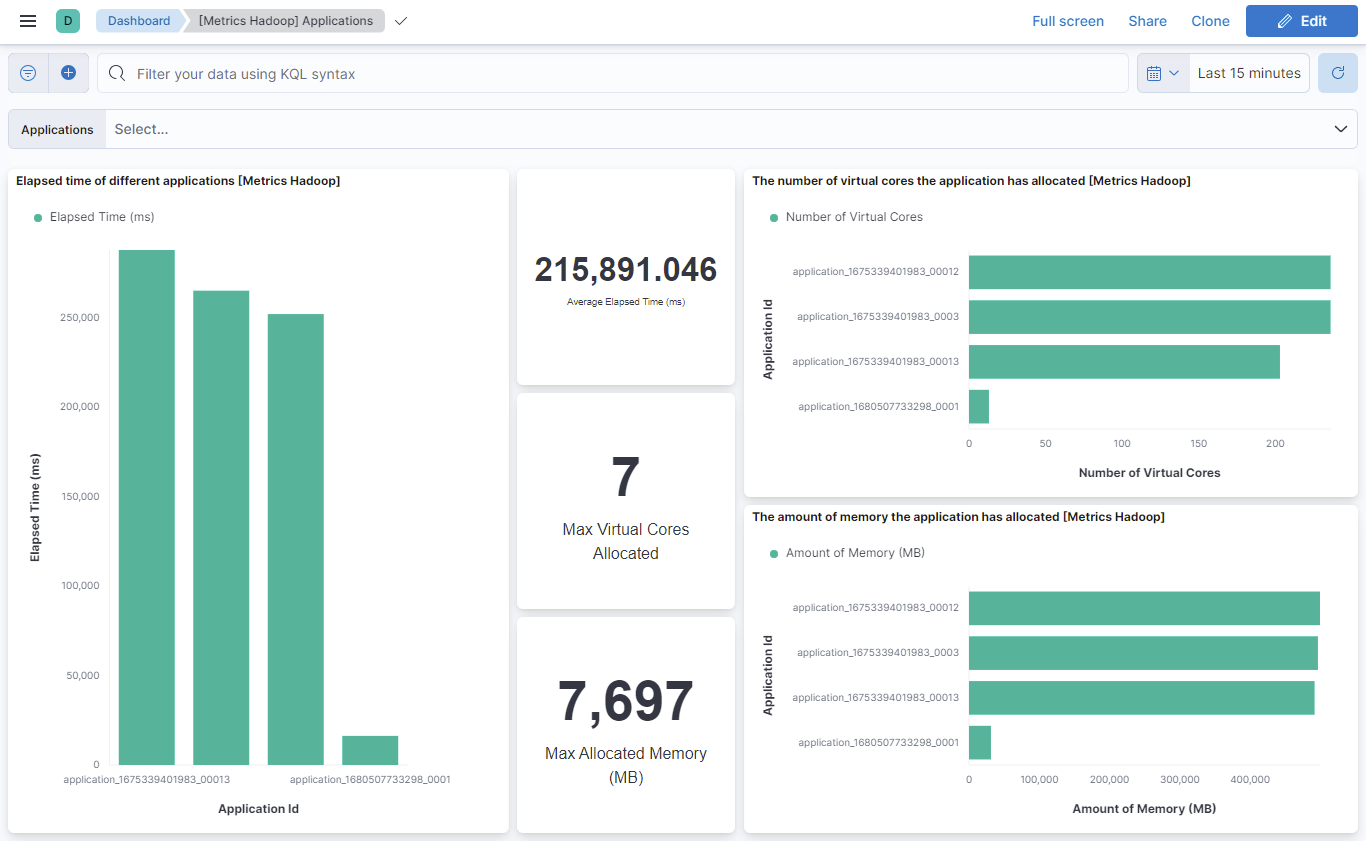 D
Dashboard
[Metrics Hadoop] Applications
Full screen
Share
Clone
Edit
Filter your data using KQL syntax
Last 15 minutes
Applications
Select...
Elapsed time of different applications [Metrics Hadoop]
Elapsed Time (ms)
250,000
200,000
150,000
100,000
50,000
0
Elapsed Time (ms)
application_1675339401983_00013
application_1680507733298_0001
Application Id
215,891.046
Average Elapsed Time (ms)
7
Max Virtual Cores
Allocated
7,697
Max Allocated Memory
(MB)
The number of virtual cores the application has allocated [Metrics Hadoop]
Number of Virtual Cores
Application Id
application_1675339401983_00012
application_1675339401983_0003
application_1675339401983_00013
application_1680507733298_0001
0
50
100
150
200
Number of Virtual Cores
The amount of memory the application has allocated [Metrics Hadoop]
Amount of Memory (MB)
Application Id
application_1675339401983_00012
application_1675339401983_0003
application_1675339401983_00013
application_1680507733298_0001
0
100,000
200,000
300,000
400,000
Amount of Memory (MB)